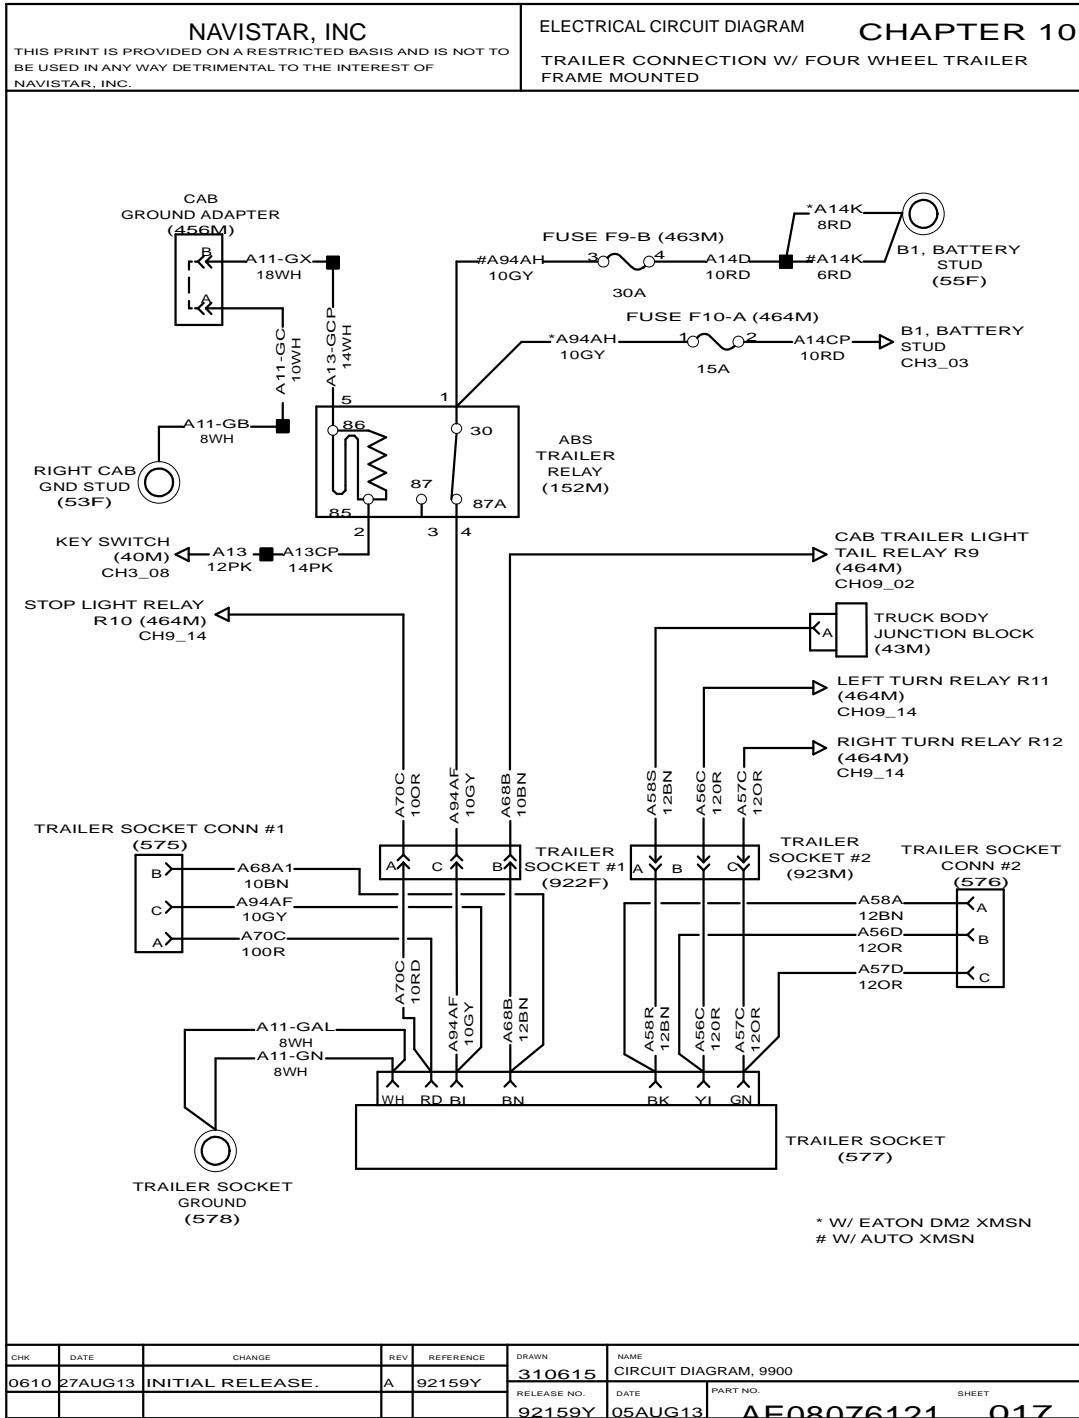 NAVISTAR, INC
THIS PRINT IS PROVIDED ON A RESTRICTED BASIS AND IS NOT TO
BE USED IN ANY WAY DETRIMENTAL TO THE INTEREST OF
NAVISTAR, INC.
ELECTRICAL CIRCUIT DIAGRAM
CHAPTER 10
TRAILER CONNECTION W/ FOUR WHEEL TRAILER
FRAME MOUNTED
CAB
GROUND ADAPTER
(456M)
B
A
A11-GX
18WH
A11-GC
10WH
A13-GCP
14WH
A11-GB
8WH
RIGHT CAB
GND STUD
(53F)
FUSE F9-B (463M)
#A94AH
10GY
3
4
30A
A14D
10RD
*A14K
8RD
#A14K
6RD
B1, BATTERY
STUD
(55F)
FUSE F10-A (464M)
*A94AH
10GY
1
2
15A
A14CP
10RD
B1, BATTERY
STUD
CH3_03
5
1
86
30
87
87A
85
2
3
4
ABS
TRAILER
RELAY
(152M)
KEY SWITCH
(40M)
CH3_08
A13
12PK
A13CP
14PK
STOP LIGHT RELAY
R10 (464M)
CH9_14
CAB TRAILER LIGHT
TAIL RELAY R9
(464M)
CH09_02
A
TRUCK BODY
JUNCTION BLOCK
(43M)
LEFT TURN RELAY R11
(464M)
CH09_14
RIGHT TURN RELAY R12
(464M)
CH9_14
A70C
10OR
A94AF
10GY
A68B
10BN
A58S
12BN
A56C
12OR
A57C
12OR
TRAILER SOCKET CONN #1
(575)
B
C
A
A68A1
10BN
A94AF
10GY
A70C
10OR
A
C
B
TRAILER
SOCKET #1
(922F)
A
B
C
TRAILER
SOCKET #2
(923M)
TRAILER SOCKET
CONN #2
(576)
A58A
12BN
A56D
12OR
A57D
12OR
A
B
C
A70C
10RD
A94AF
10GY
A68B
12BN
A58R
12BN
A56C
12OR
A57C
12OR
A11-GAL
8WH
A11-GN
8WH
WH
RD
BL
BN
BK
YL
GN
TRAILER SOCKET
(577)
TRAILER SOCKET
GROUND
(578)
* W/ EATON DM2 XMSN
# W/ AUTO XMSN
CHK
DATE
CHANGE
REV
REFERENCE
0610
27AUG13
INITIAL RELEASE.
A
92159Y
DRAWN
310615
NAME
CIRCUIT DIAGRAM, 9900
RELEASE NO.
92159Y
DATE
05AUG13
PART NO.
AE08076121
SHEET
017